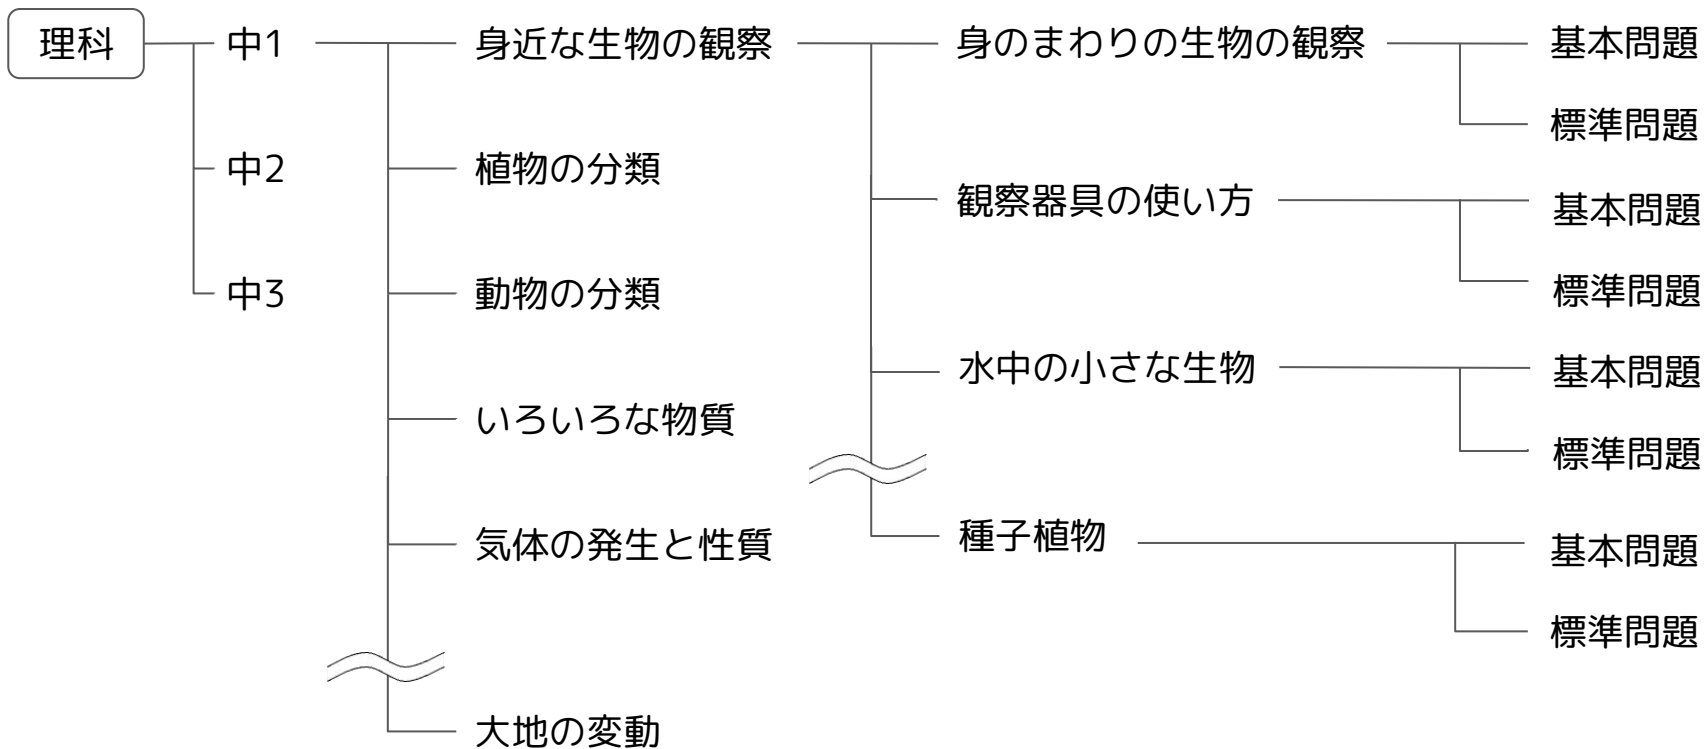 理科
中1
身近な生物の観察
身のまわりの生物の観察
基本問題
標準問題
中2
植物の分類
観察器具の使い方
基本問題
標準問題
中3
動物の分類
水中の小さな生物
基本問題
標準問題
いろいろな物質
気体の発生と性質
種子植物
基本問題
標準問題
大地の変動